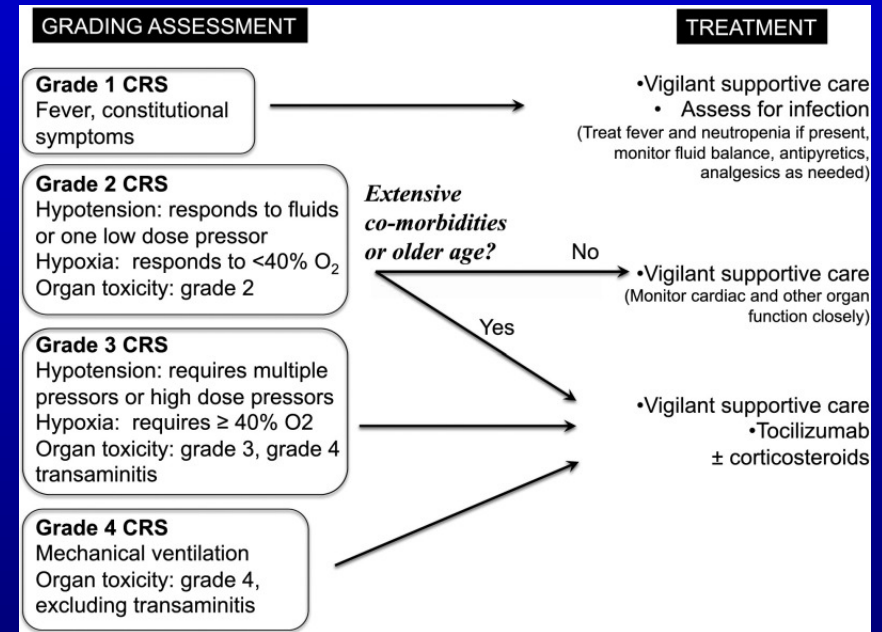 GRADING ASSESSMENT
TREATMENT
Grade 1 CRS
Fever, constitutional
symptoms
•Vigilant supportive care
• Assess for infection
(Treat fever and neutropenia if present,
monitor fluid balance, antipyretics,
analgesics as needed)
Grade 2 CRS
Hypotension: responds to fluids
or one low dose pressor
Hypoxia: responds to <40% O₂
Organ toxicity: grade 2
Extensive
co-morbidities
or older age?
No
Yes
•Vigilant supportive care
(Monitor cardiac and other organ
function closely)
Grade 3 CRS
Hypotension: requires multiple
pressors or high dose pressors
Hypoxia: requires ≥ 40% O2
Organ toxicity: grade 3, grade 4
transaminitis
•Vigilant supportive care
•Tocilizumab
± corticosteroids
Grade 4 CRS
Mechanical ventilation
Organ toxicity: grade 4,
excluding transaminitis